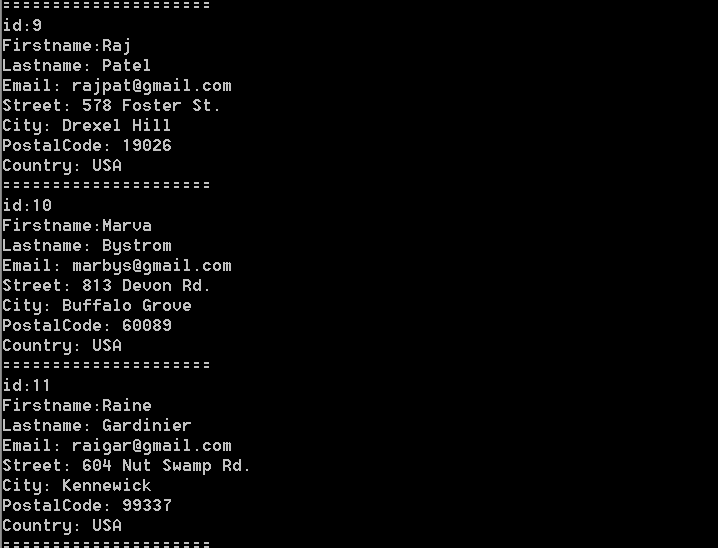 =====================
id:9
Firstname:Raj
Lastname: Patel
Email: rajpat@gmail.com
Street: 578 Foster St.
City: Drexel Hill
PostalCode: 19026
Country: USA
=====================
id:10
Firstname:Marva
Lastname: Bystrom
Email: marbys@gmail.com
Street: 813 Devon Rd.
City: Buffalo Grove
PostalCode: 60089
Country: USA
=====================
id:11
Firstname:Raine
Lastname: Gardinier
Email: raigar@gmail.com
Street: 604 Nut Swamp Rd.
City: Kennewick
PostalCode: 99337
Country: USA
=====================